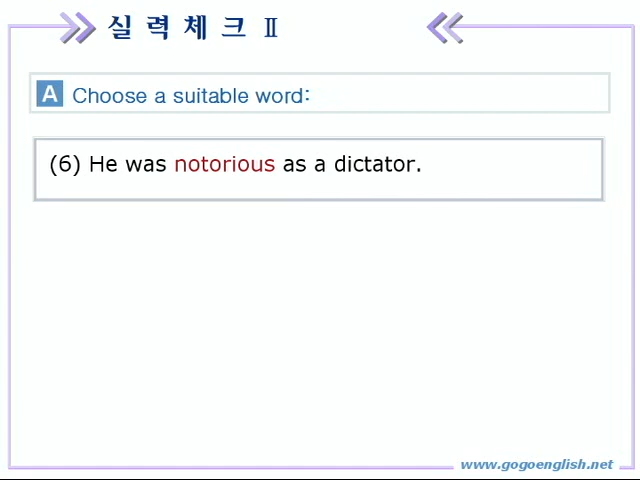 실 력 체 크 Ⅱ
A Choose a suitable word:
(6) He was notorious as a dictator.
www.gogoenglish.net